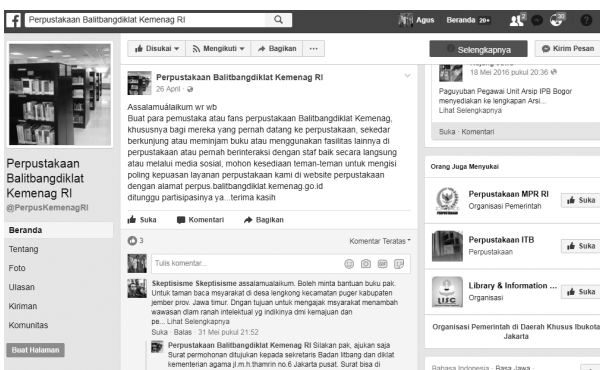 Perpustakaan Balitbangdiklat Kemenag RI
Agus Beranda 20+
Disukai Mengikuti Bagikan ...
Selengkapnya Kirim Pesan
Perpustakaan
Balitbangdiklat
Kemenag RI
@PerpusKemenagRI
Beranda
Tentang
Foto
Ulasan
Kiriman
Komunitas
Buat Halaman
Perpustakaan Balitbangdiklat Kemenag RI
26 April
Assalamuálaikum wr wb
Buat para pemustaka atau fans perpustakaan Balitbangdiklat Kemenag,
khususnya bagi mereka yang pernah datang ke perpustakaan, sekedar
berkunjung atau meminjam buku atau menggunakan fasilitas lainnya di
perpustakaan atau pernah berinteraksi dengan staf baik secara langsung
atau melalui media sosial, mohon kesediaan teman-teman untuk mengisi
poling kepuasan layanan perpustakaan kami di website perpustakaan
dengan alamat perpus.balitbangdiklat.kemenag.go.id
ditunggu partisipasinya ya...terima kasih
Suka Komentari Bagikan
3 Komentar Teratas
Tulis komentar...
Skeptisisme Skeptisisme assalamulaikum. Boleh minta bantuan buku pak.
Untuk taman baca msyarakat di desa lengkong kecamatan puger kabupaten
jember prov. Jawa timur. Dngan tujuan untuk mengajak msyarakat menambah
wawasan dlam ranah intelektual yg indikinya dmi kemajuan dan
pe... Lihat Selengkapnya
Suka · Balas · 31 Mei pukul 21:52
Perpustakaan Balitbangdiklat Kemenag RI Silakan pak, ajukan saja
Surat permohonan ditujukan kepada sekretaris Badan litbang dan diklat
kementerian agama jl.m.h.thamrin no.6 Jakarta pusat. Surat bisa di
18 Mei 2016 pukul 20:36
Paguyuban Pegawai Unit Arsip IPB Bogor
menyediakan ke lengkapan Arsi...
Lihat Selengkapnya
Suka · Komentari
Orang Juga Menyukai
Perpustakaan MPR RI
Organisasi Pemerintah
Suka
Perpustakaan ITB
Perpustakaan
Suka
Library & Information ...
Organisasi
Suka
Organisasi Pemerintah di Daerah Khusus Ibukota
Jakarta
Bahasa Indonesia · Basa Jawa ·